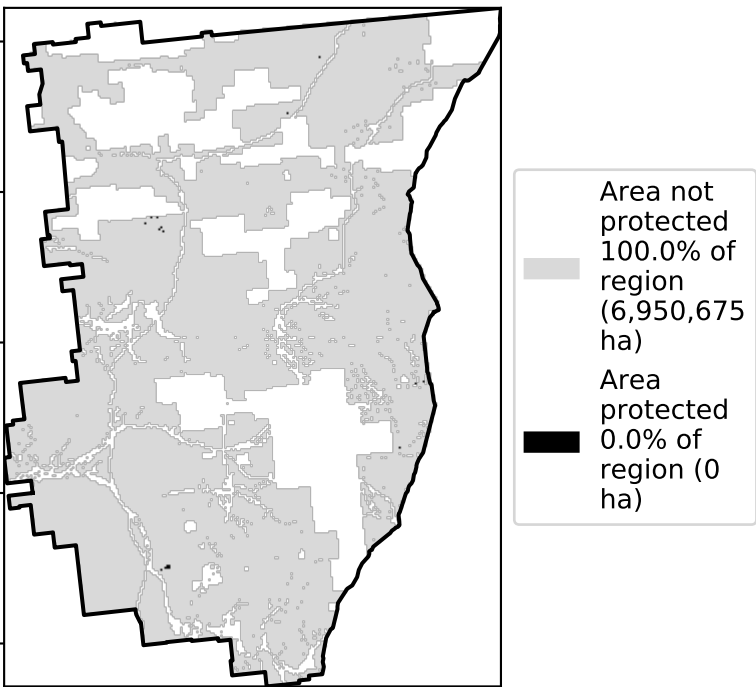 Area not
protected
100.0% of
region
(6,950,675
ha)
Area
protected
0.0% of
region (0
ha)